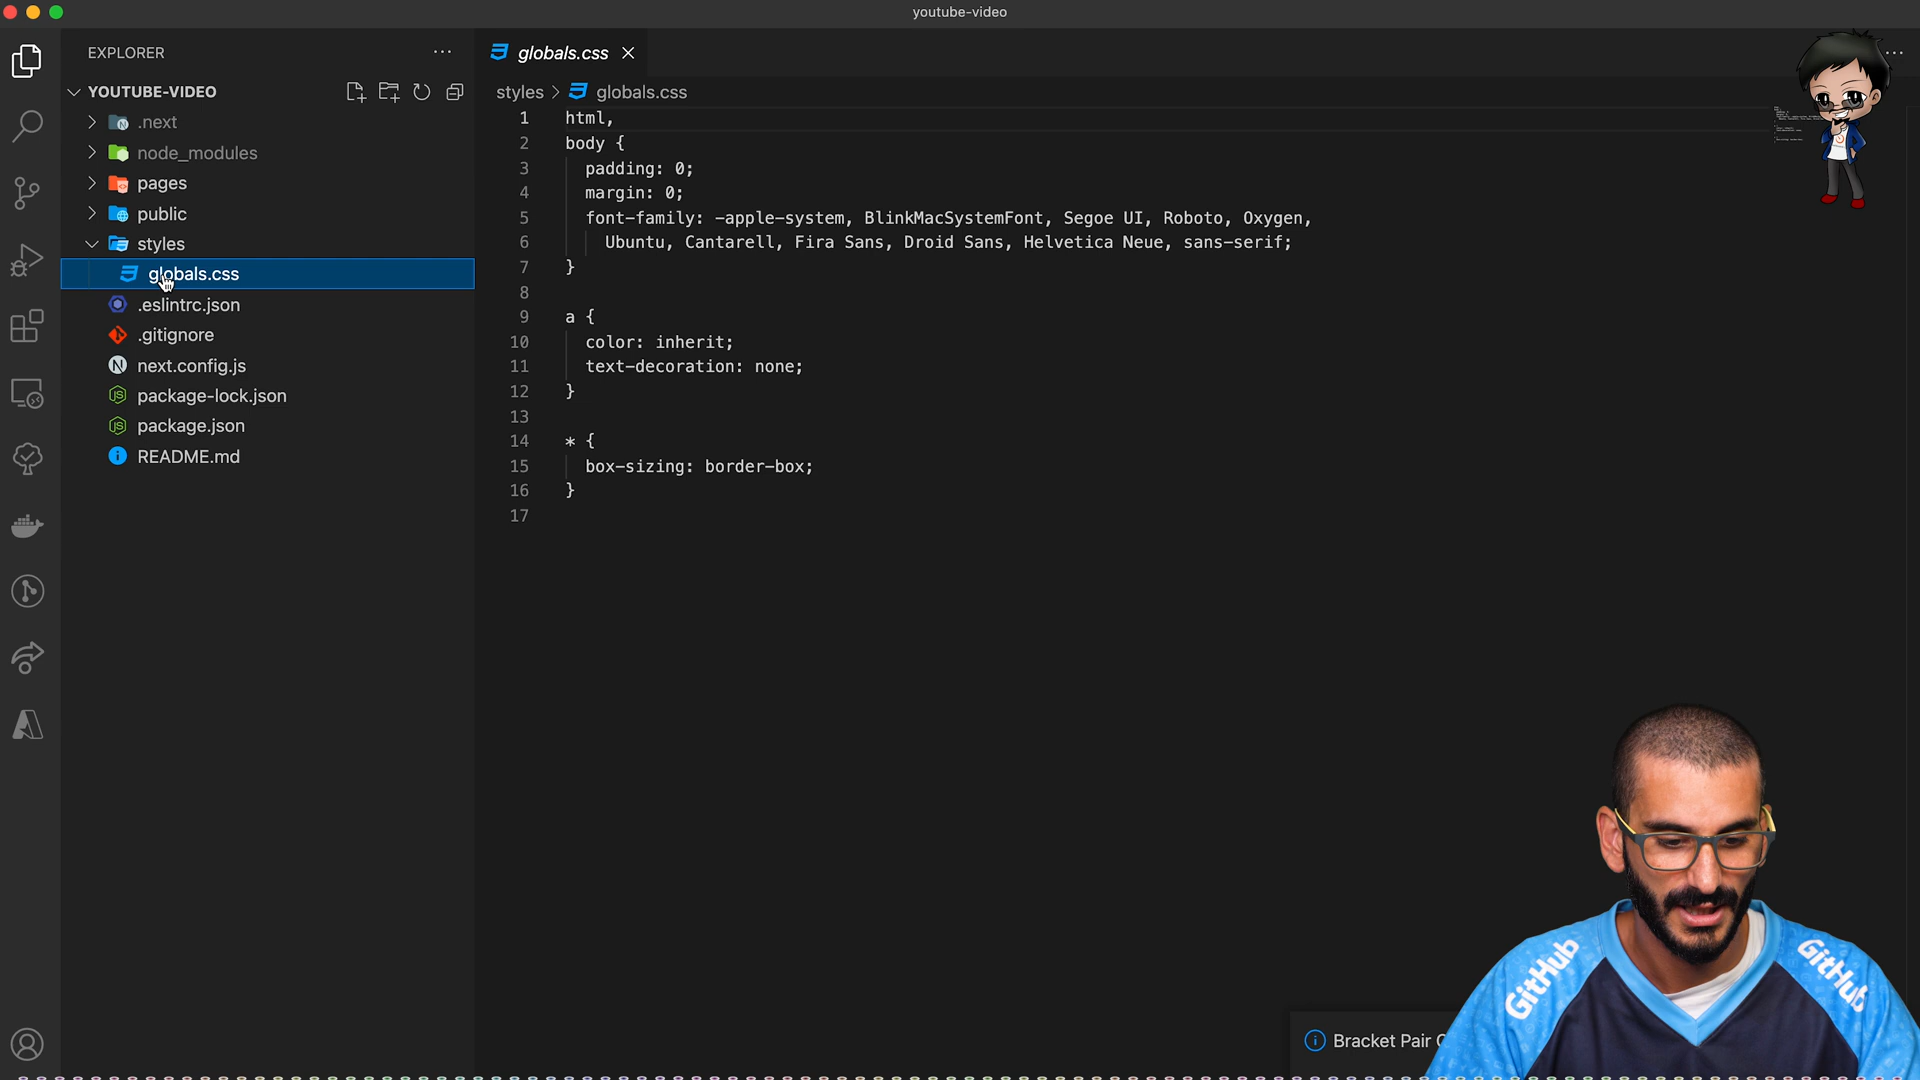 youtube-video
EXPLORER
YOUTUBE-VIDEO
.next
node_modules
pages
public
styles
globals.css
.eslintrc.json
.gitignore
next.config.js
package-lock.json
package.json
README.md
globals.css
styles > globals.css
1 html,
2 body {
3 padding: 0;
4 margin: 0;
5 font-family: -apple-system, BlinkMacSystemFont, Segoe UI, Roboto, Oxygen,
6 Ubuntu, Cantarell, Fira Sans, Droid Sans, Helvetica Neue, sans-serif;
7 }
8
9 a {
10 color: inherit;
11 text-decoration: none;
12 }
13
14 * {
15 box-sizing: border-box;
16 }
17
Bracket Pair
GitHub
GitHub